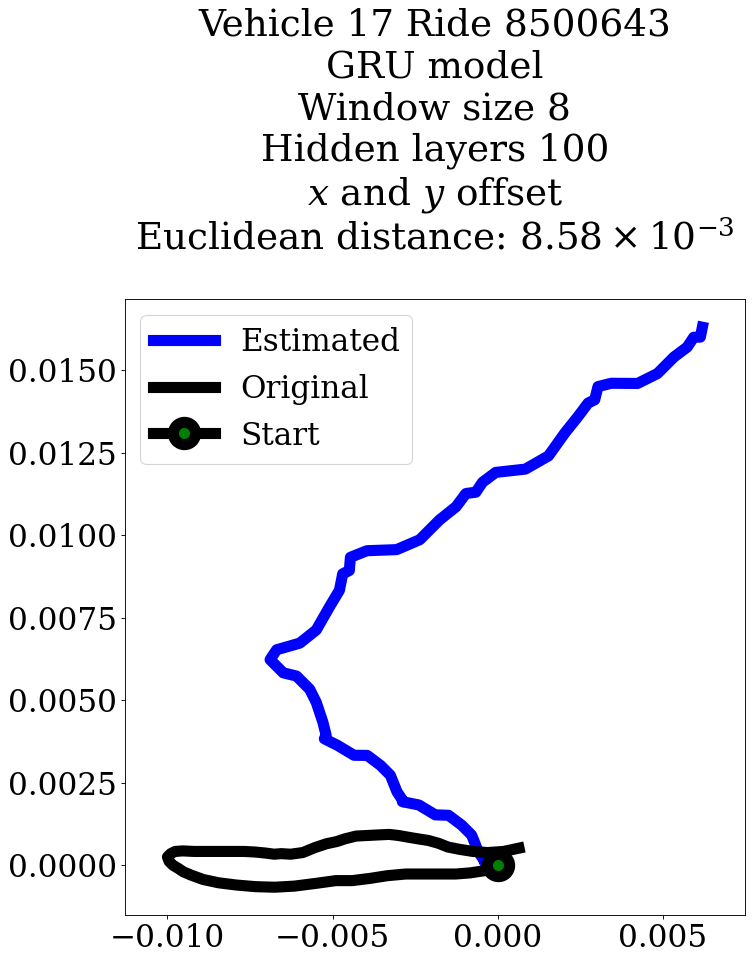 Vehicle 17 Ride 8500643
GRU model
Window size 8
Hidden layers 100
x and y offset
Euclidean distance: 8.58 × 10⁻³
Estimated
Original
Start
0.0150
0.0125
0.0100
0.0075
0.0050
0.0025
0.0000
−0.010 −0.005 0.000 0.005